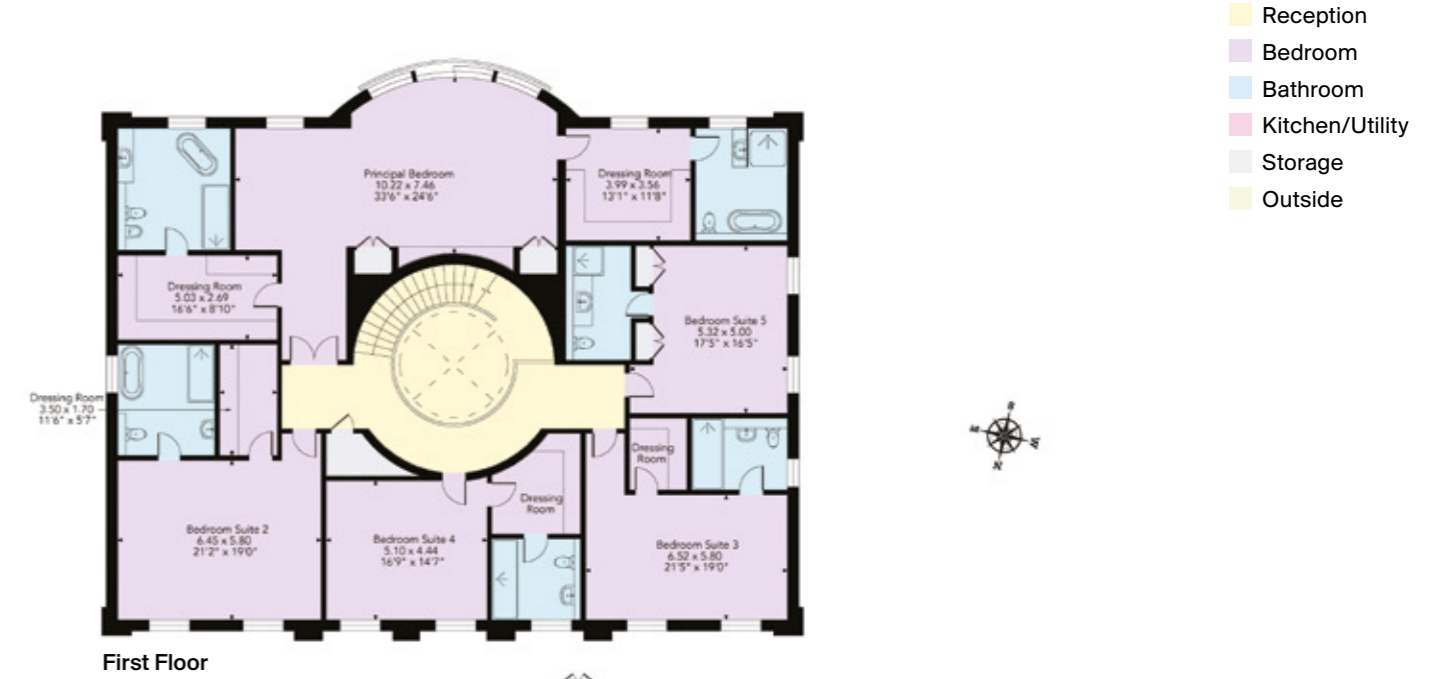 Reception
Bedroom
Bathroom
Kitchen/Utility
Storage
Outside
Principal Bedroom
10.22 x 7.46
33'6" x 24'6"
Dressing Room
3.99 x 3.56
13'1" x 11'8"
Dressing Room
5.03 x 2.69
16'6" x 8'10"
Bedroom Suite 5
5.32 x 5.00
17'5" x 16'5"
Dressing Room
3.50 x 1.70
11'6" x 5'7"
Dressing
Room
Dressing
Room
Bedroom Suite 2
6.45 x 5.80
21'2" x 19'0"
Bedroom Suite 4
5.10 x 4.44
16'9" x 14'7"
Bedroom Suite 3
6.52 x 5.80
21'5" x 19'0"
S
E
W
N
First Floor